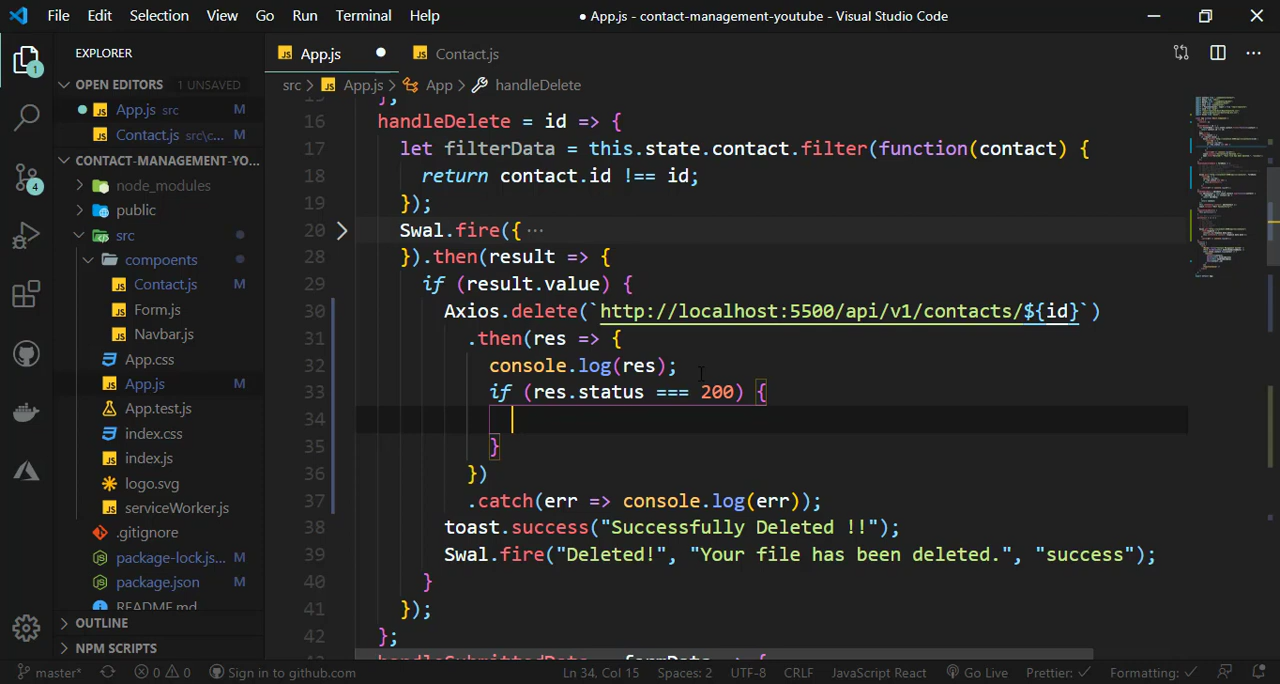 File Edit Selection View Go Run Terminal Help
● App.js - contact-management-youtube - Visual Studio Code
EXPLORER
App.js
Contact.js
OPEN EDITORS 1 UNSAVED
src > App.js > App > handleDelete
App.js src M
Contact.js src\c... M
CONTACT-MANAGEMENT-YO...
node_modules
public
src
compoents
Contact.js M
Form.js
Navbar.js
App.css
App.js M
App.test.js
index.css
index.js
logo.svg
serviceWorker.js
.gitignore
package-lock.js... M
package.json M
README.md
OUTLINE
NPM SCRIPTS
1
4
15 };
16 handleDelete = id => {
17 let filterData = this.state.contact.filter(function(contact) {
18 return contact.id !== id;
19 });
20 Swal.fire({ ...
28 }).then(result => {
29 if (result.value) {
30 Axios.delete(`http://localhost:5500/api/v1/contacts/${id}`)
31 .then(res => {
32 console.log(res);
33 if (res.status === 200) {
34
35 }
36 })
37 .catch(err => console.log(err));
38 toast.success("Successfully Deleted !!");
39 Swal.fire("Deleted!", "Your file has been deleted.", "success");
40 }
41 });
42 };
master* 0 0 Sign in to github.com Ln 34, Col 15 Spaces: 2 UTF-8 CRLF JavaScript React Go Live Prettier: ✓ Formatting: ✓